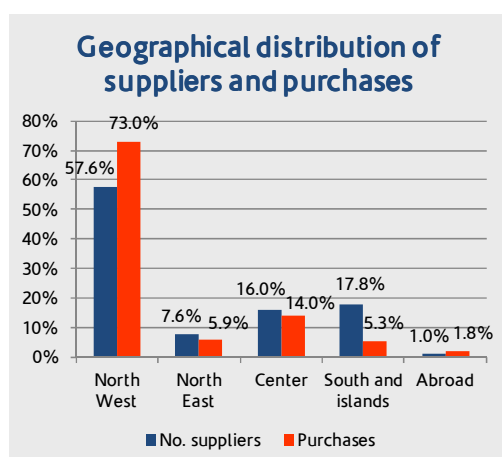 Geographical distribution of
suppliers and purchases
80%
70%
60%
50%
40%
30%
20%
10%
0%
57.6%
73.0%
7.6%
5.9%
16.0%
14.0%
17.8%
5.3%
1.0%
1.8%
North
West
North
East
Center
South and
islands
Abroad
No. suppliers
Purchases